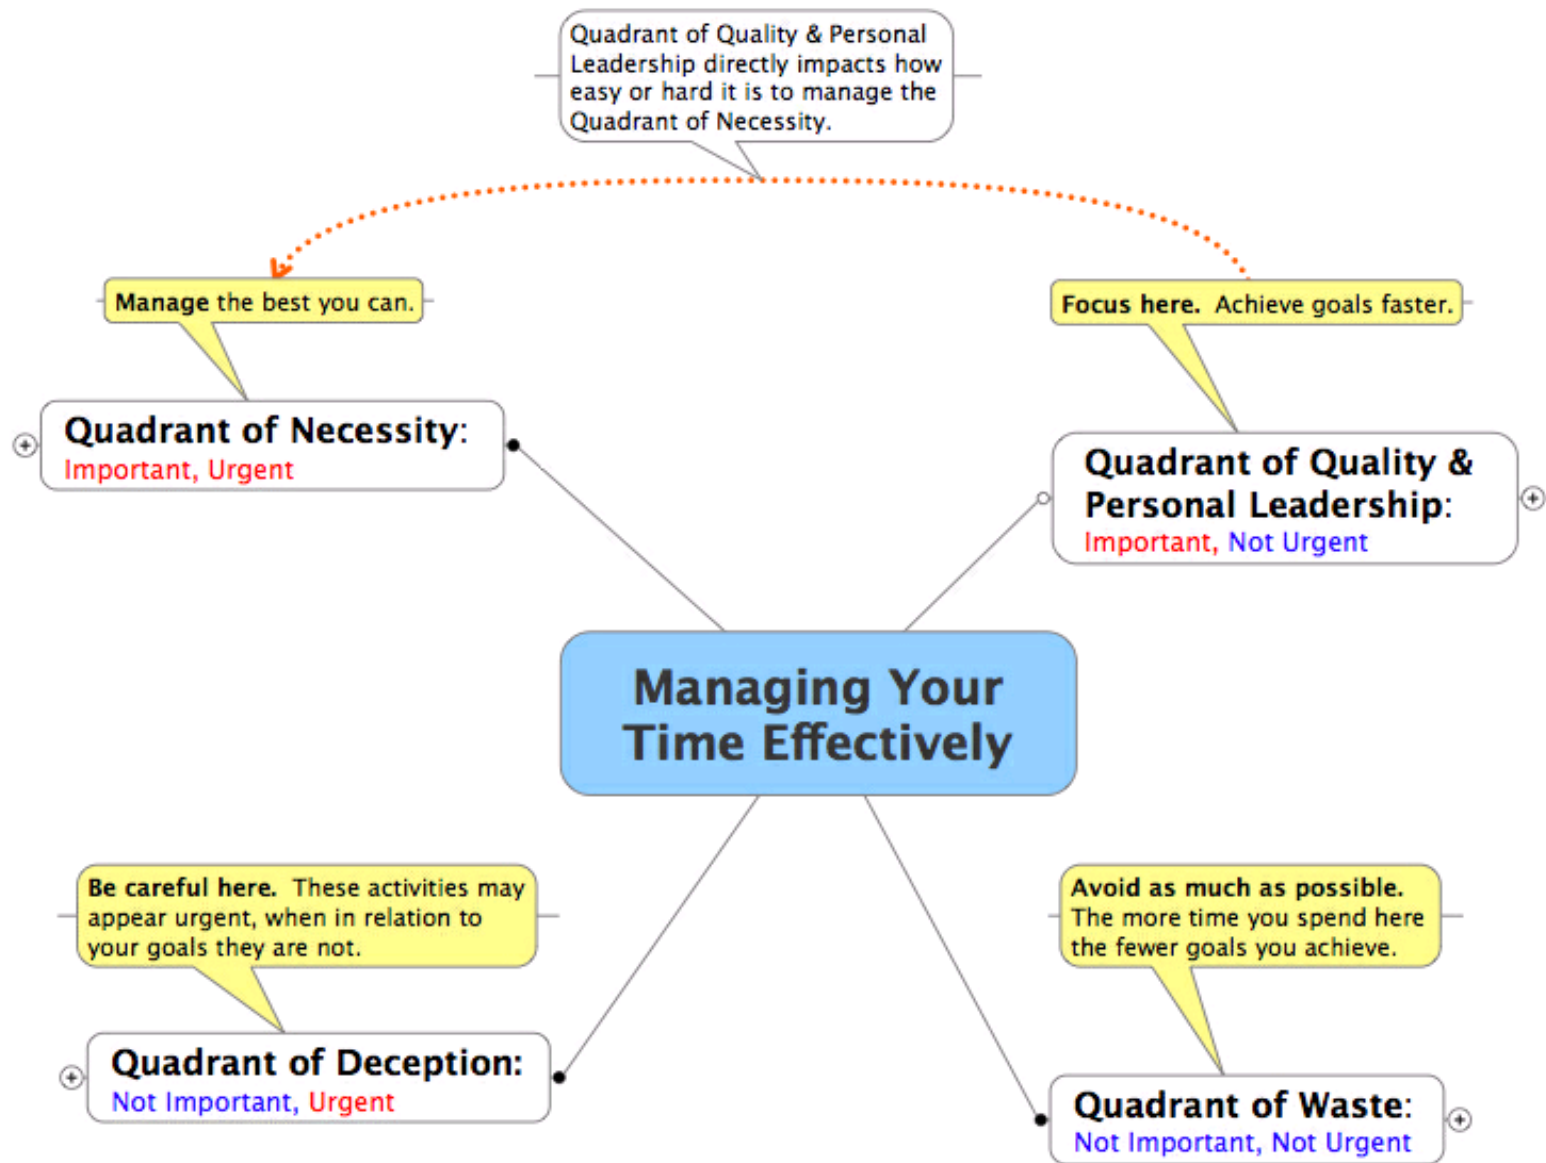 Quadrant of Quality & Personal
Leadership directly impacts how
easy or hard it is to manage the
Quadrant of Necessity.
Manage the best you can.
Focus here.  Achieve goals faster.
Quadrant of Necessity:
Important, Urgent
Quadrant of Quality &
Personal Leadership:
Important, Not Urgent
Managing Your
Time Effectively
Be careful here.  These activities may
appear urgent, when in relation to
your goals they are not.
Avoid as much as possible.
The more time you spend here
the fewer goals you achieve.
Quadrant of Deception:
Not Important, Urgent
Quadrant of Waste:
Not Important, Not Urgent